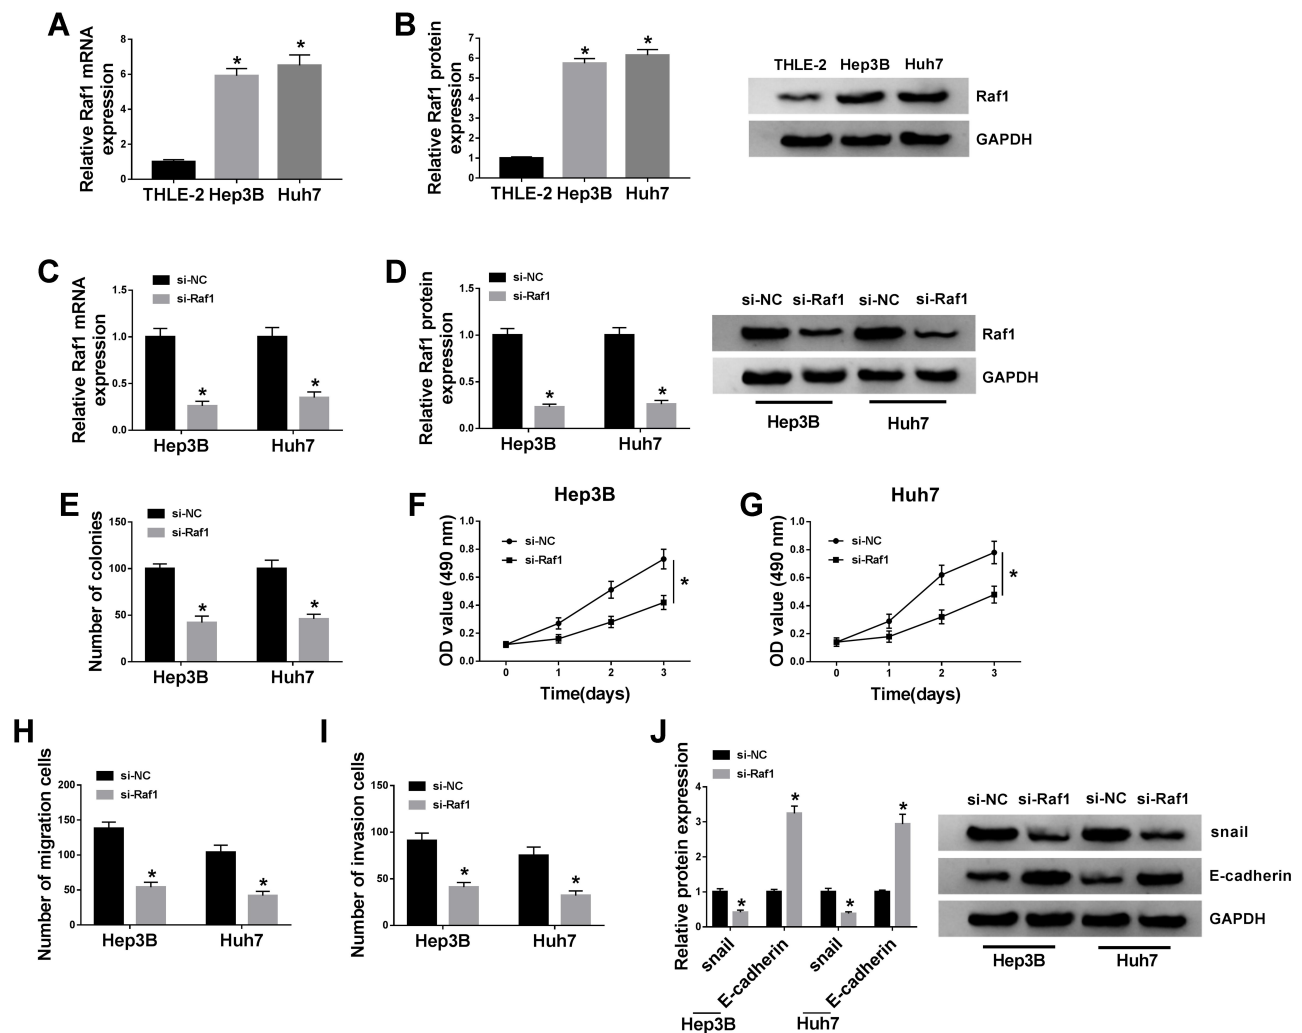 A
Relative Raf1 mRNA
expression
8
6
4
2
0
*
*
THLE-2 Hep3B Huh7
B
Relative Raf1 protein
expression
7
6
5
4
3
2
1
0
*
*
THLE-2 Hep3B Huh7
THLE-2 Hep3B Huh7
Raf1
GAPDH
C
si-NC
si-Raf1
Relative Raf1 mRNA
expression
1.5
1.0
0.5
0.0
*
*
Hep3B Huh7
D
si-NC
si-Raf1
Relative Raf1 protein
expression
1.5
1.0
0.5
0.0
*
*
Hep3B Huh7
si-NC si-Raf1 si-NC si-Raf1
Raf1
GAPDH
Hep3B Huh7
E
si-NC
si-Raf1
Number of colonies
150
100
50
0
*
*
Hep3B Huh7
F
Hep3B
OD value (490 nm)
1.0
0.8
0.6
0.4
0.2
0.0
si-NC
si-Raf1
*
0 1 2 3
Time(days)
G
Huh7
OD value (490 nm)
1.0
0.8
0.6
0.4
0.2
0.0
si-NC
si-Raf1
*
0 1 2 3
Time(days)
H
si-NC
si-Raf1
Number of migration cells
200
150
100
50
0
*
*
Hep3B Huh7
I
si-NC
si-Raf1
Number of invasion cells
150
100
50
0
*
*
Hep3B Huh7
J
si-NC
si-Raf1
Relative protein expression
4
3
2
1
0
*
*
*
*
snail E-cadherin snail E-cadherin
Hep3B Huh7
si-NC si-Raf1 si-NC si-Raf1
snail
E-cadherin
GAPDH
Hep3B Huh7